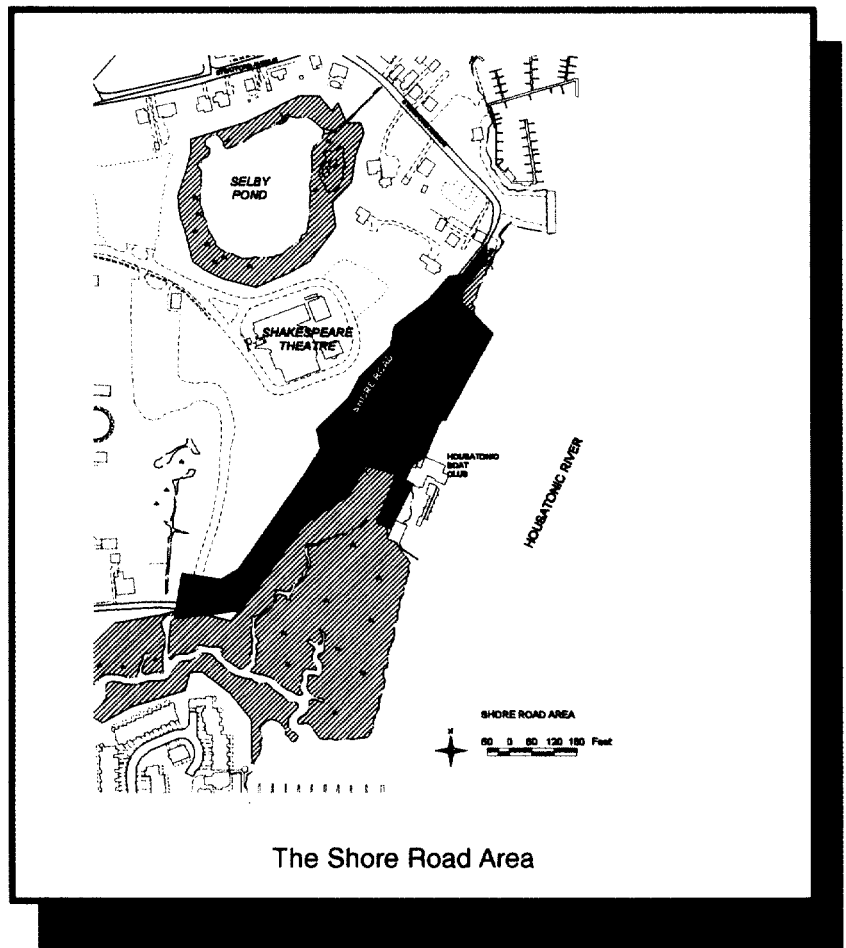 SELBY
POND
SHAKESPEARE
THEATRE
SHORE ROAD
HOUSATONIC
BOAT
CLUB
HOUSATONIC RIVER
SHORE ROAD AREA
N
60 0 60 120 180 Feet
The Shore Road Area